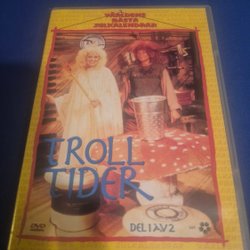 VÄRLDENS
BÄSTA
JULKALENDRAR
TROLL
TIDER
DEL 1 AV 2
DVD